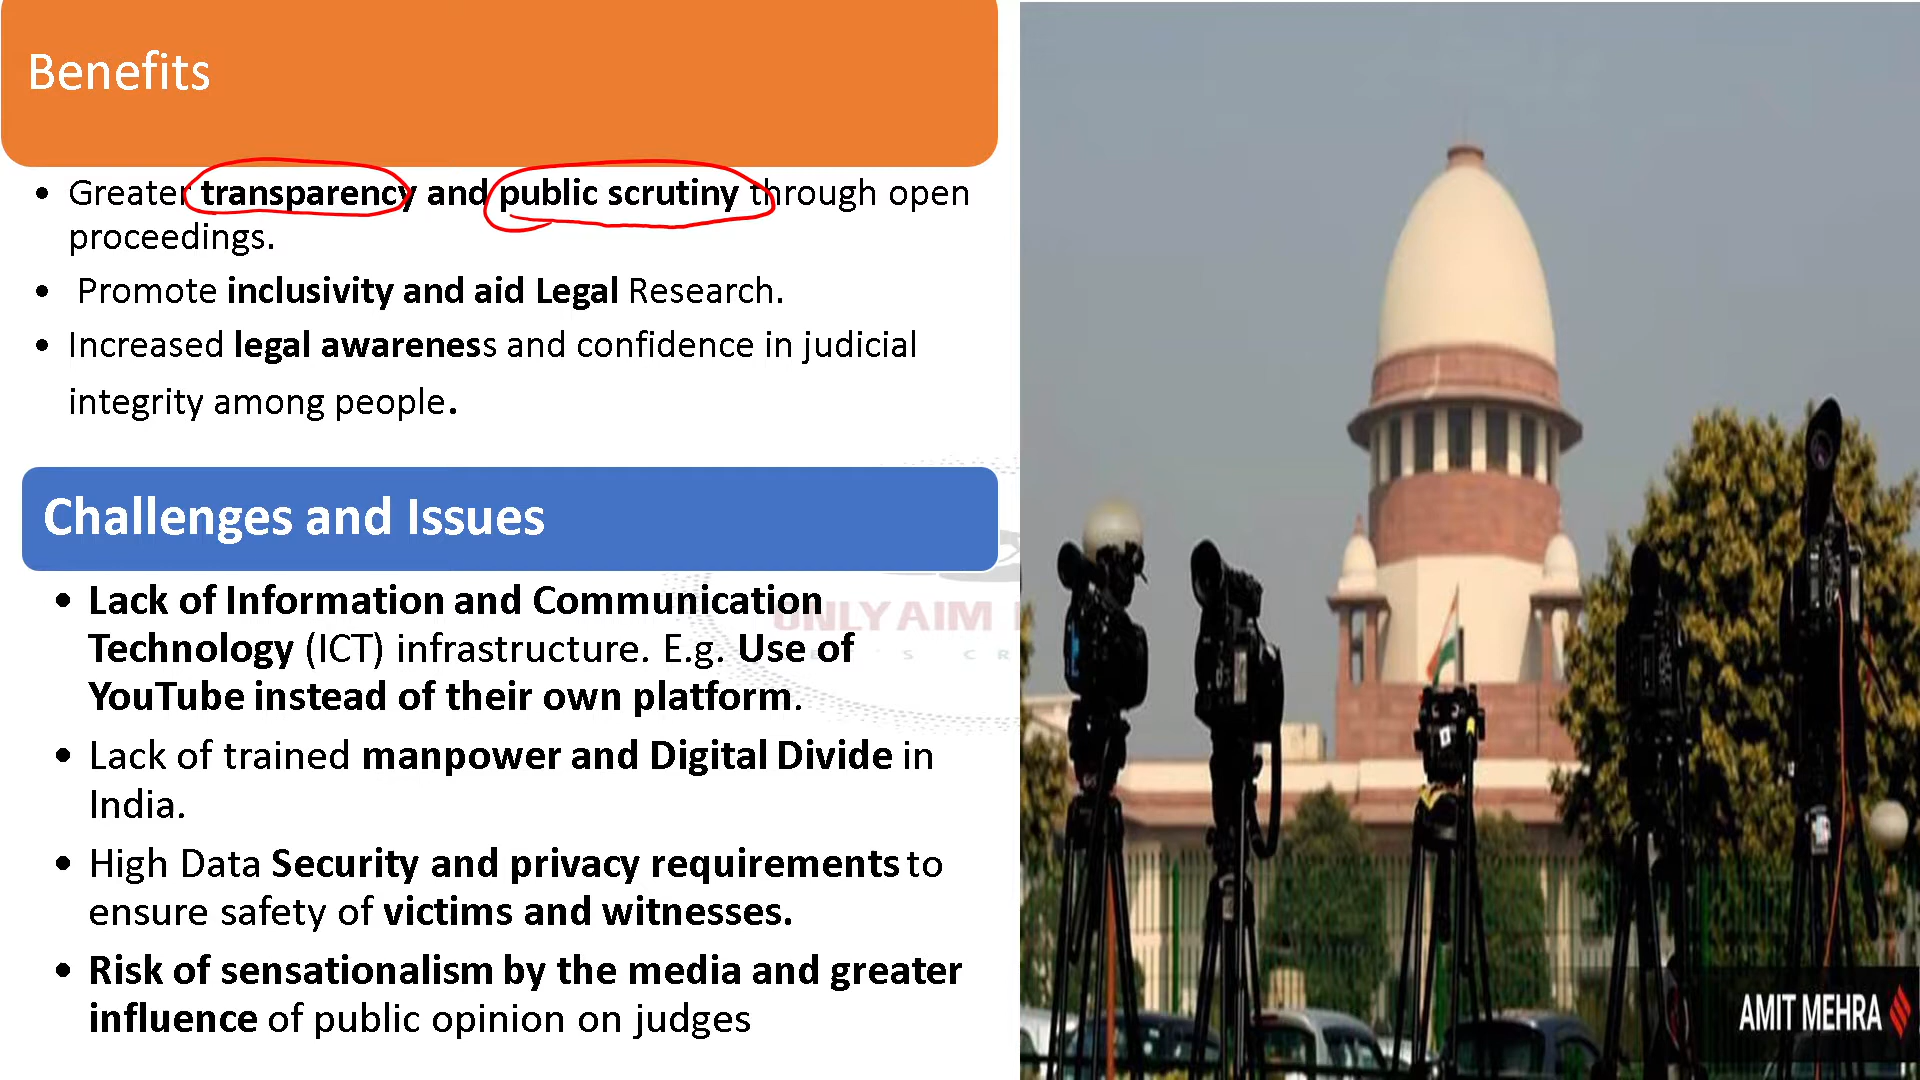 Benefits
• Greater transparency and public scrutiny through open
proceedings.
• Promote inclusivity and aid Legal Research.
• Increased legal awareness and confidence in judicial
integrity among people.
Challenges and Issues
• Lack of Information and Communication
Technology (ICT) infrastructure. E.g. Use of
YouTube instead of their own platform.
• Lack of trained manpower and Digital Divide in
India.
• High Data Security and privacy requirements to
ensure safety of victims and witnesses.
• Risk of sensationalism by the media and greater
influence of public opinion on judges
ONLY AIM
AMIT MEHRA